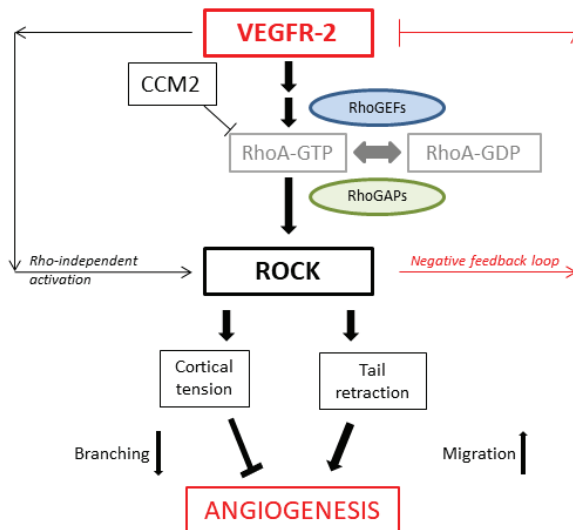 VEGFR-2
CCM2
RhoGEFs
RhoA-GTP
RhoA-GDP
RhoGAPs
Rho-independent
activation
ROCK
Negative feedback loop
Cortical
tension
Tail
retraction
Branching
Migration
ANGIOGENESIS